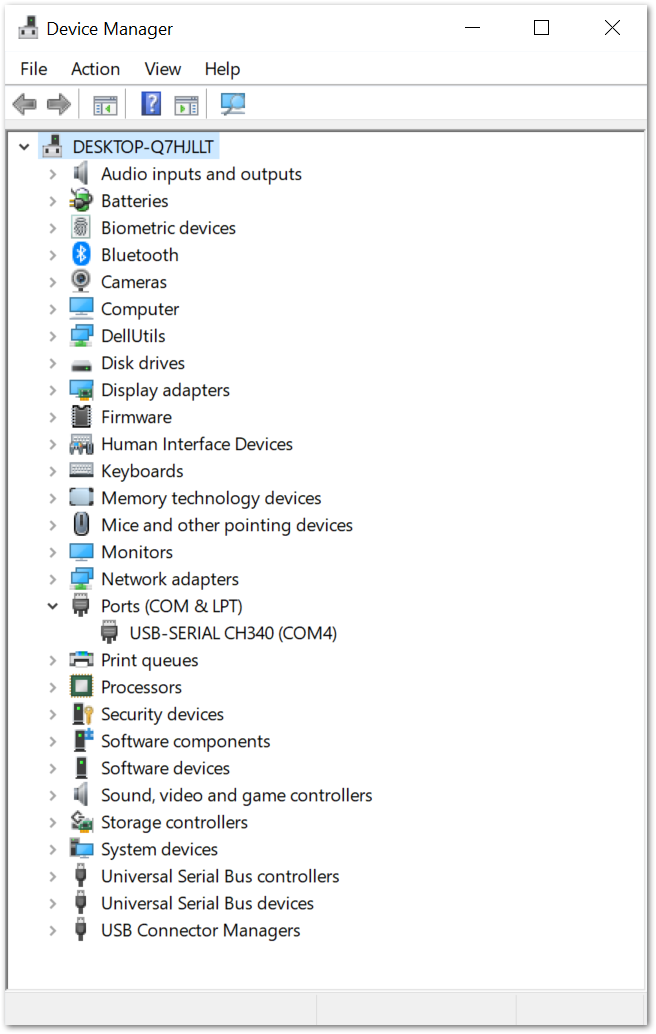 Device Manager
File Action View Help
?
DESKTOP-Q7HJLLT
Audio inputs and outputs
Batteries
Biometric devices
Bluetooth
Cameras
Computer
DellUtils
Disk drives
Display adapters
Firmware
Human Interface Devices
Keyboards
Memory technology devices
Mice and other pointing devices
Monitors
Network adapters
Ports (COM & LPT)
USB-SERIAL CH340 (COM4)
Print queues
Processors
Security devices
Software components
Software devices
Sound, video and game controllers
Storage controllers
System devices
Universal Serial Bus controllers
Universal Serial Bus devices
USB Connector Managers